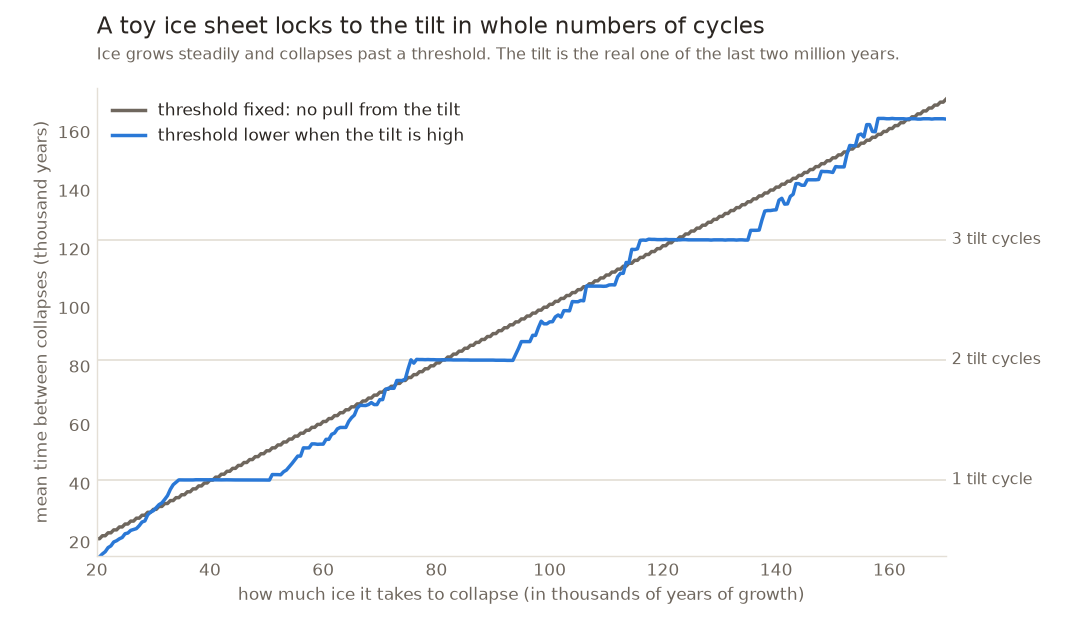 A toy ice sheet locks to the tilt in whole numbers of cycles
Ice grows steadily and collapses past a threshold. The tilt is the real one of the last two million years.
threshold fixed: no pull from the tilt
threshold lower when the tilt is high
mean time between collapses (thousand years)
160
140
120
100
80
60
40
20
3 tilt cycles
2 tilt cycles
1 tilt cycle
20 40 60 80 100 120 140 160
how much ice it takes to collapse (in thousands of years of growth)